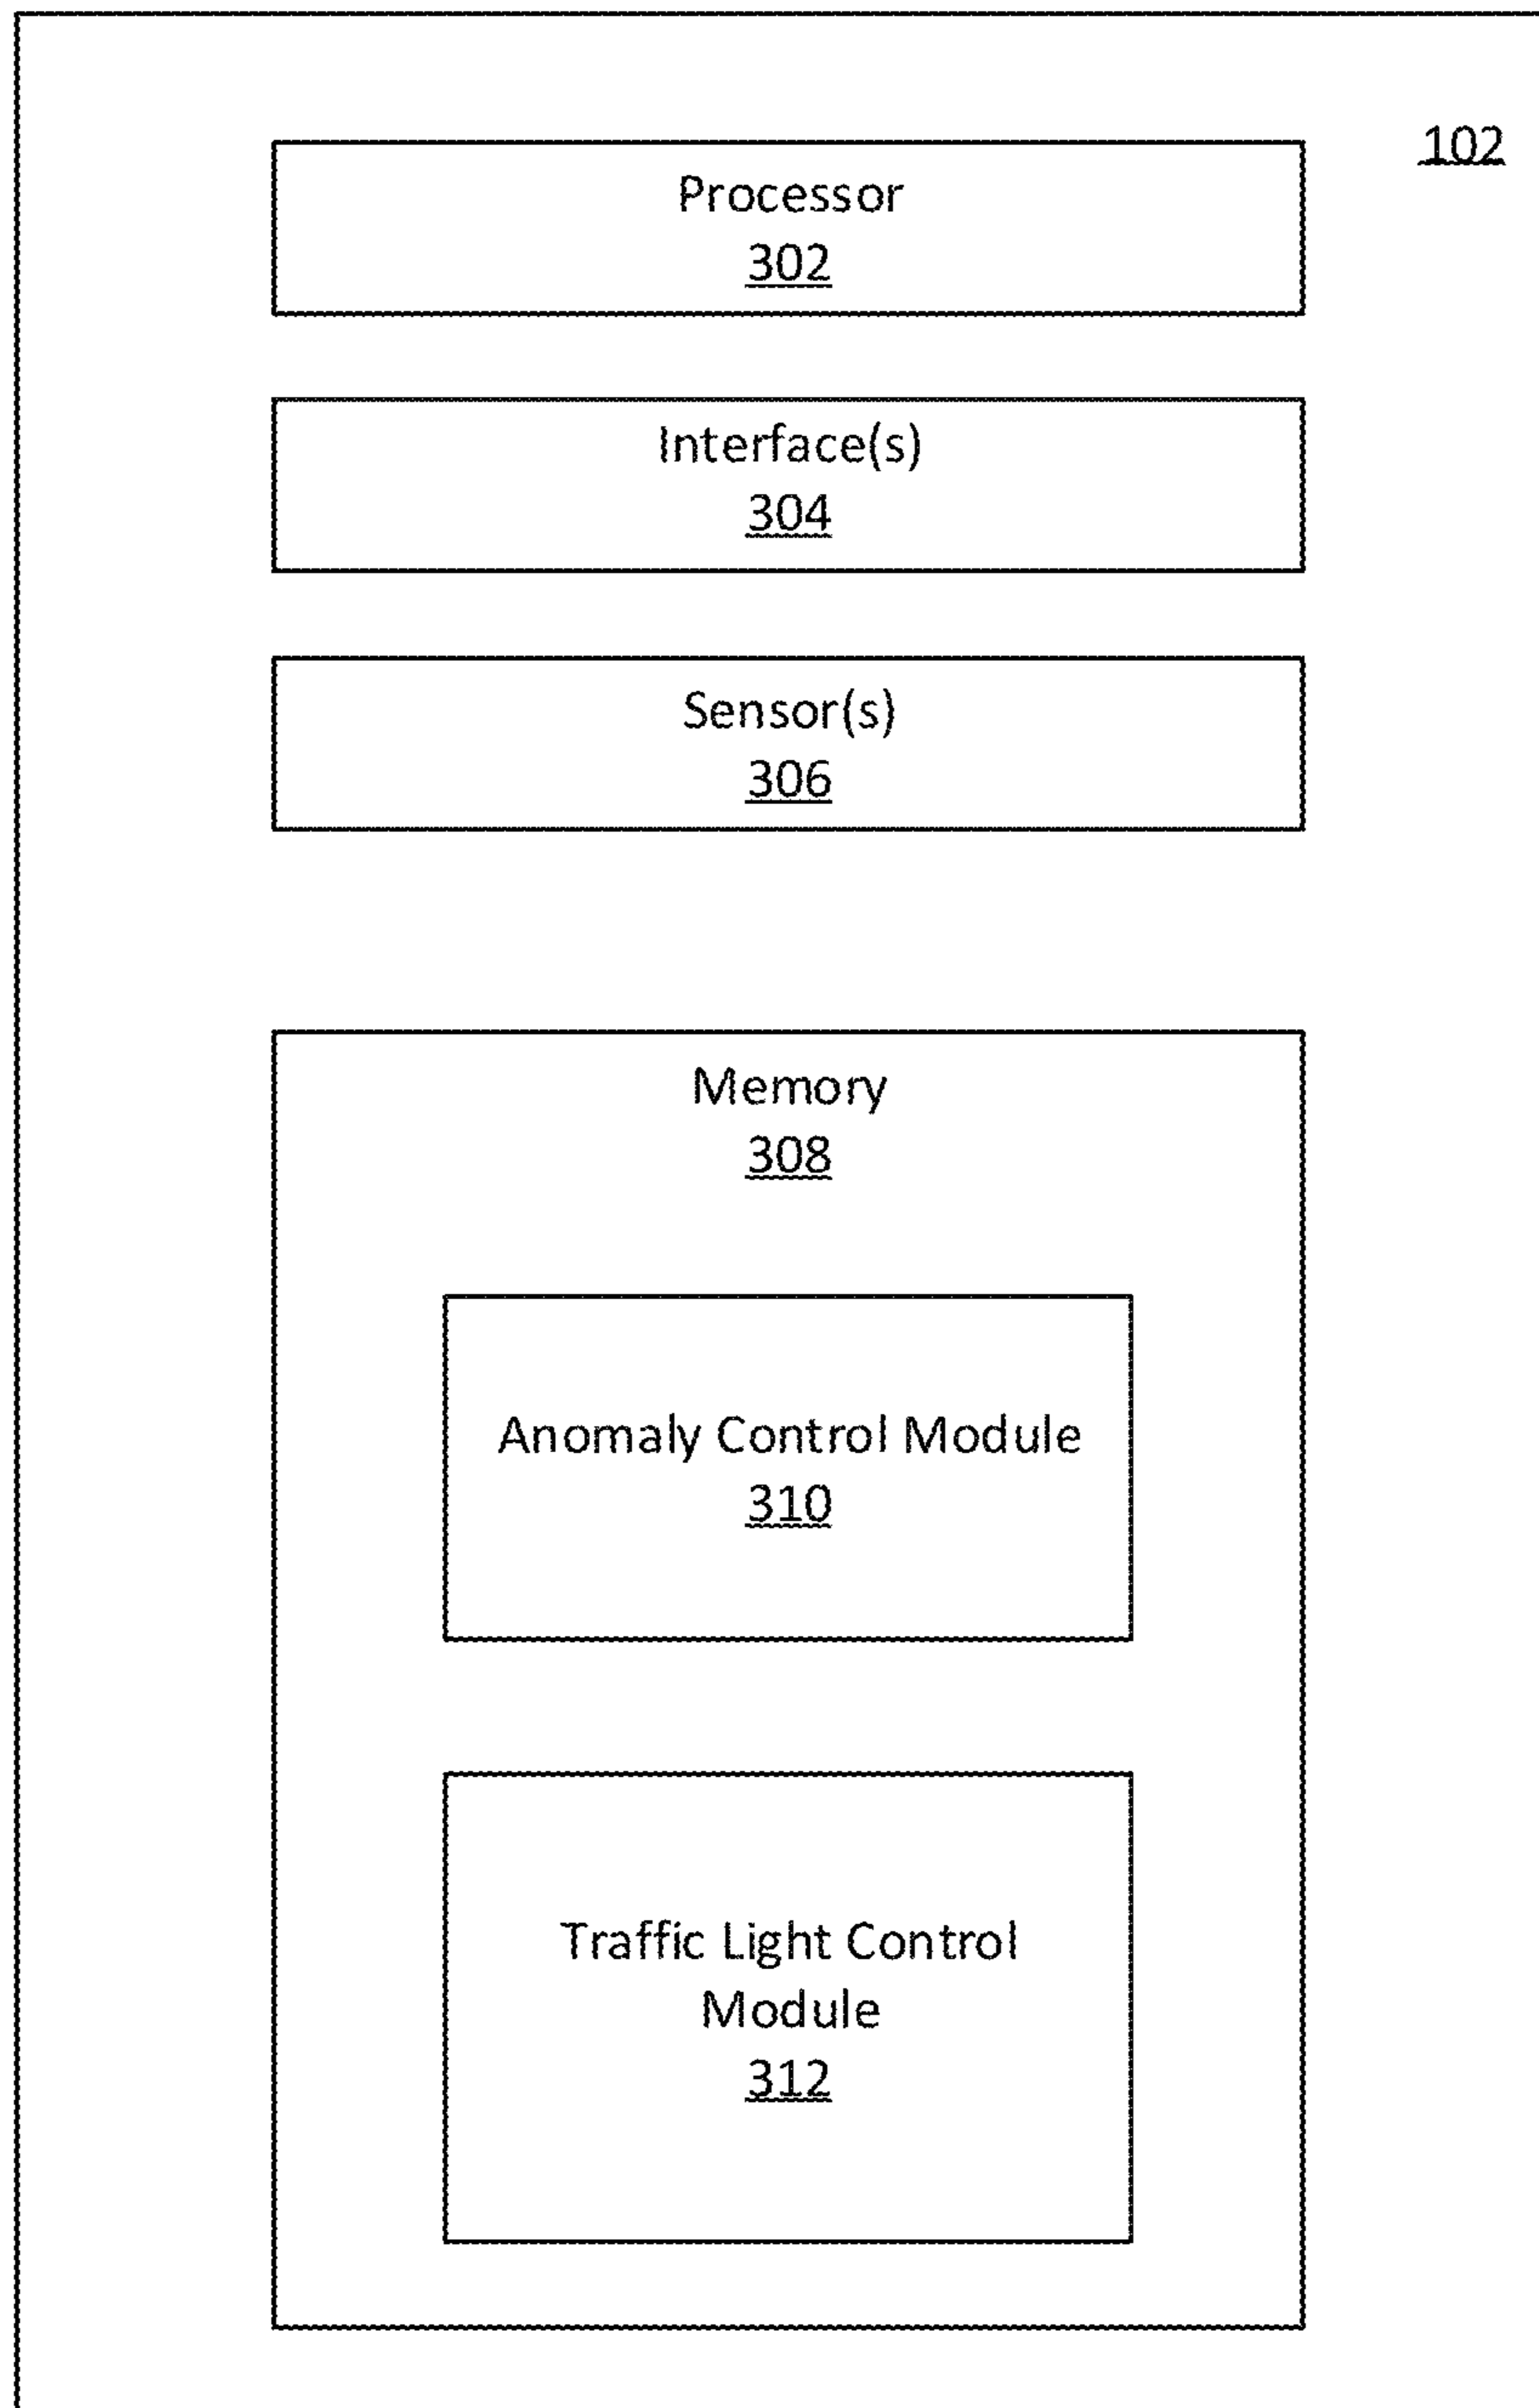 102
Processor
302
Interface(s)
304
Sensor(s)
306
Memory
308
Anomaly Control Module
310
Traffic Light Control
Module
312